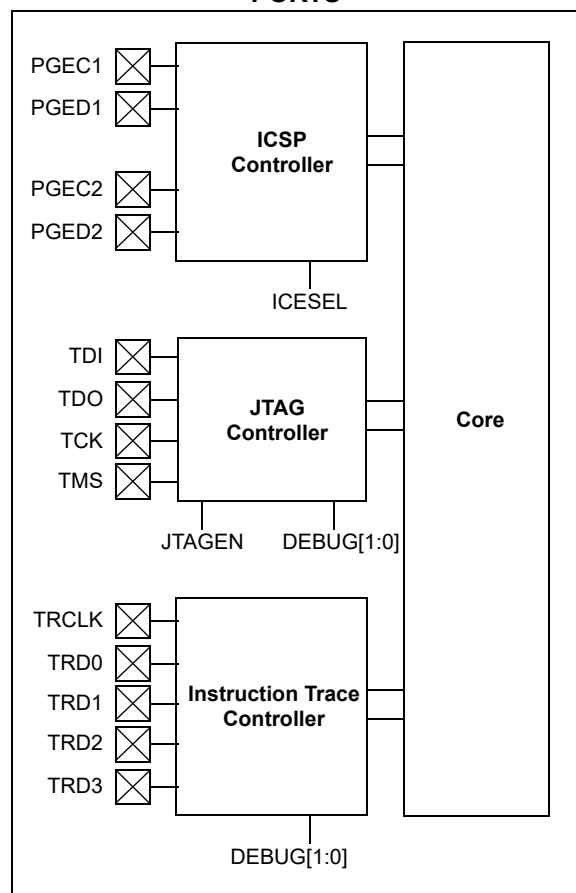 PORTS
PGEC1
PGED1
PGEC2
PGED2
ICSP
Controller
ICESEL
TDI
TDO
TCK
TMS
JTAG
Controller
JTAGEN
DEBUG[1:0]
Core
TRCLK
TRD0
TRD1
TRD2
TRD3
Instruction Trace
Controller
DEBUG[1:0]